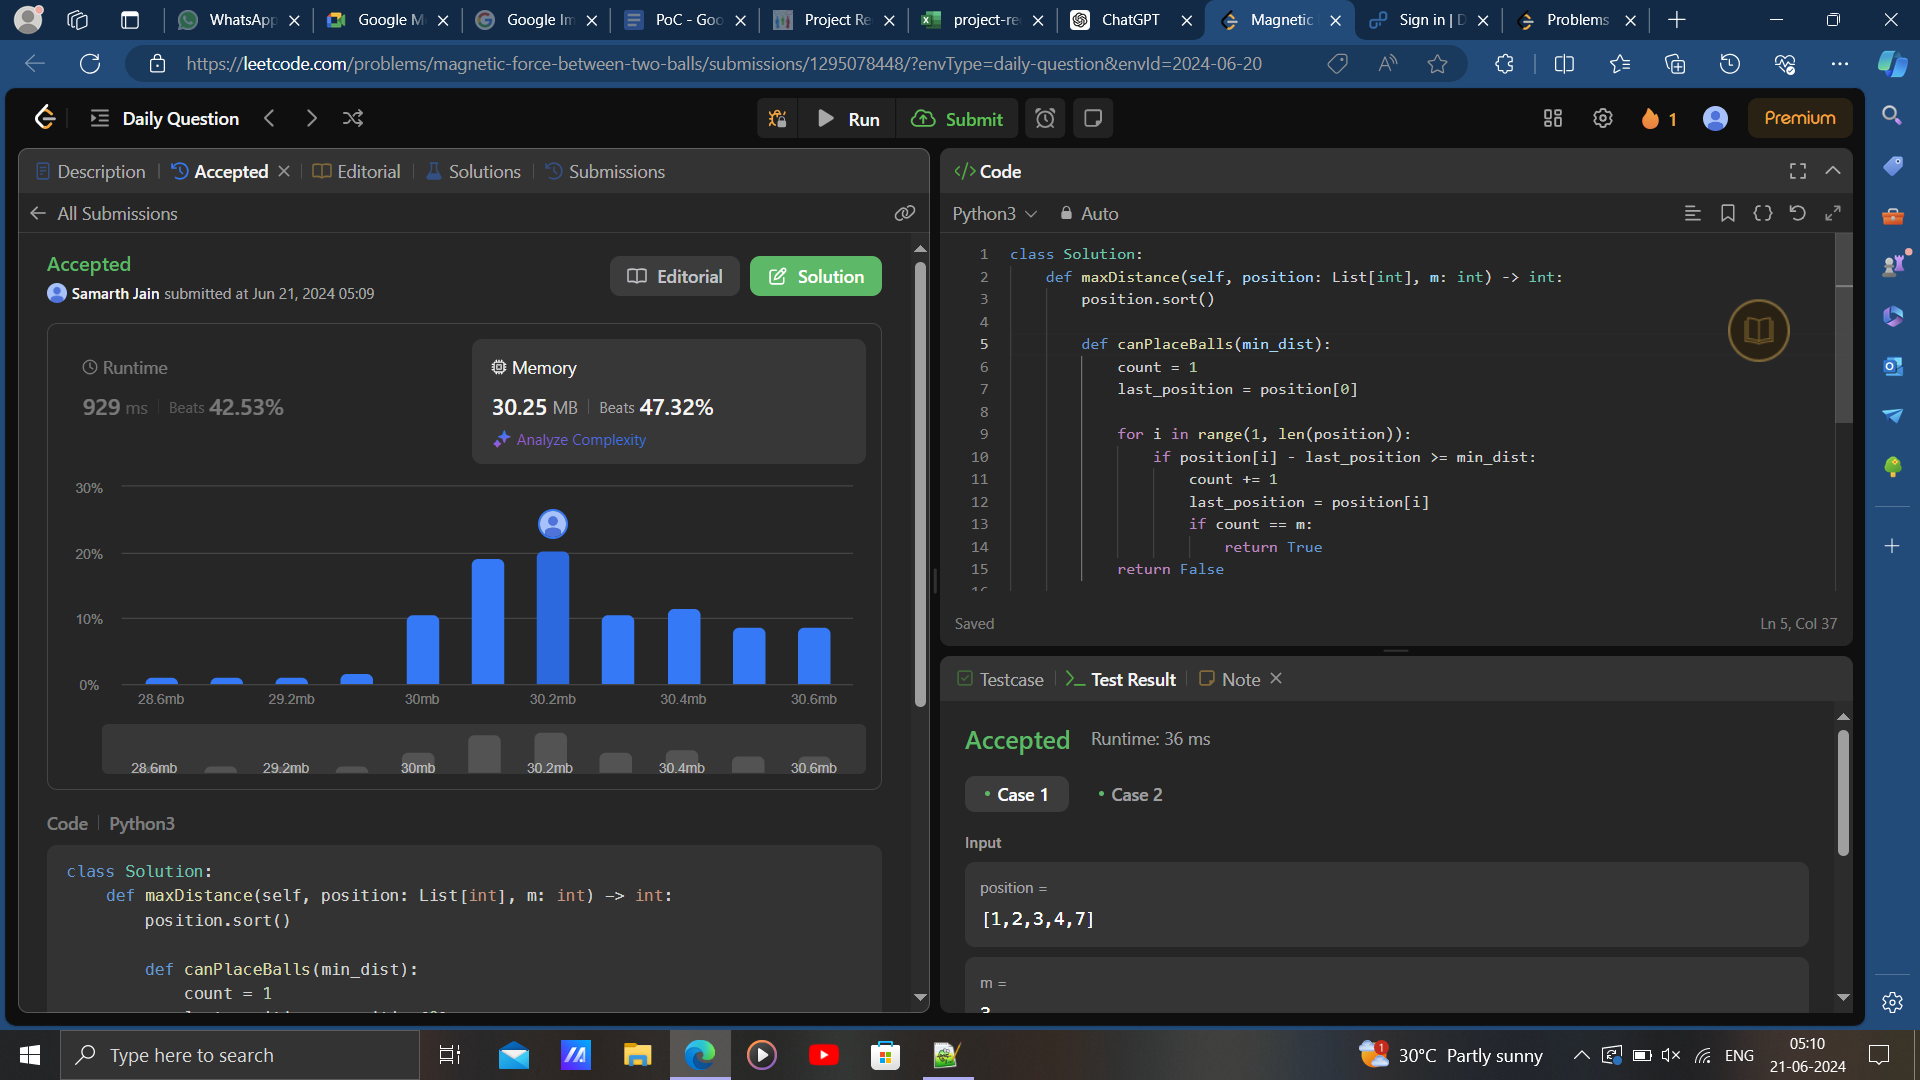 WhatsApp
Google M
Google Im
PoC - Goo
Project Re
project-re
ChatGPT
Magnetic
Sign in | D
Problems
https://leetcode.com/problems/magnetic-force-between-two-balls/submissions/1295078448/?envType=daily-question&envId=2024-06-20
Daily Question
Run
Submit
1
Premium
Description
Accepted
Editorial
Solutions
Submissions
All Submissions
Accepted
Samarth Jain submitted at Jun 21, 2024 05:09
Editorial
Solution
Runtime
929 ms
Beats 42.53%
Memory
30.25 MB
Beats 47.32%
Analyze Complexity
30%
20%
10%
0%
28.6mb
29.2mb
30mb
30.2mb
30.4mb
30.6mb
28.6mb
29.2mb
30mb
30.2mb
30.4mb
30.6mb
Code
Python3
class Solution:
def maxDistance(self, position: List[int], m: int) -> int:
position.sort()
def canPlaceBalls(min_dist):
count = 1
</> Code
Python3
Auto
1 class Solution:
2 def maxDistance(self, position: List[int], m: int) -> int:
3 position.sort()
4
5 def canPlaceBalls(min_dist):
6 count = 1
7 last_position = position[0]
8
9 for i in range(1, len(position)):
10 if position[i] - last_position >= min_dist:
11 count += 1
12 last_position = position[i]
13 if count == m:
14 return True
15 return False
Saved
Ln 5, Col 37
Testcase
Test Result
Note
Accepted
Runtime: 36 ms
Case 1
Case 2
Input
position =
[1,2,3,4,7]
m =
Type here to search
1
30°C Partly sunny
ENG
05:10
21-06-2024